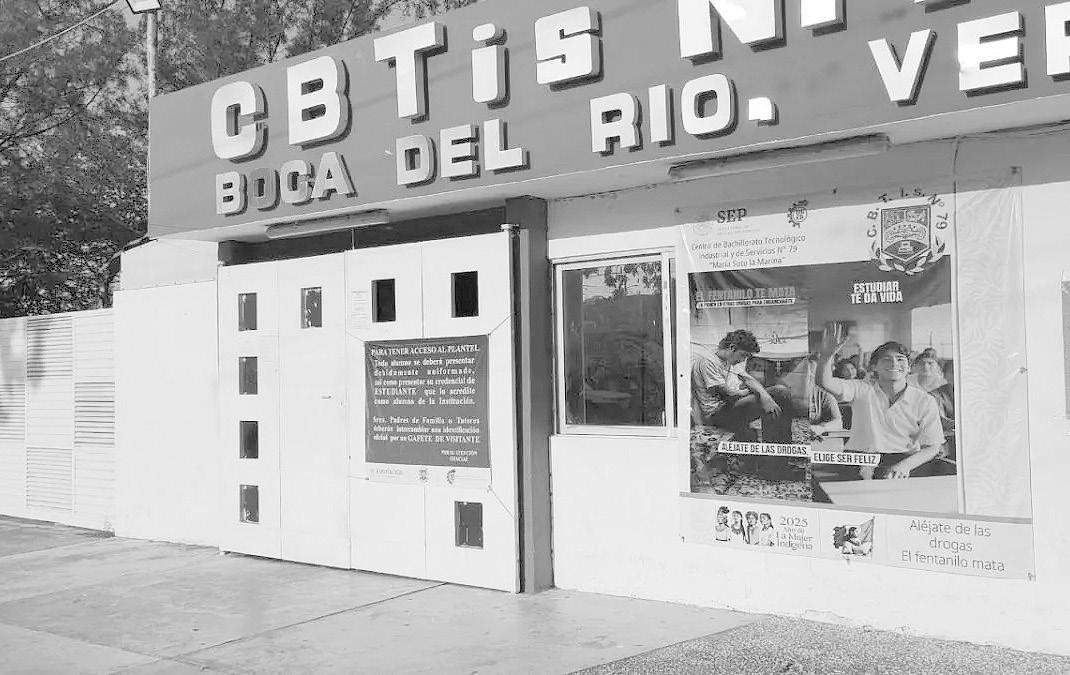 CBTiS N
BOCA DEL RIO. VER
SEP
C.B.T.I.S. N° 79
Centro de Bachillerato Tecnológico
Industrial y de Servicios N° 79
"María Soto la Marina"
EL FENTANILO TE MATA
ESTUDIAR
TE DA VIDA
ALÉJATE DE LAS DROGAS, ELIGE SER FELIZ
2025
Año de
La Mujer
Indígena
Aléjate de las
drogas
El fentanilo mata
PARA TENER ACCESO AL PLANTEL
Todo alumno se deberá presentar
debidamente uniformado,
así como presentar su credencial de
ESTUDIANTE que lo acredite
como alumno de la Institución.
Sres. Padres de Familia o Tutores
deberán intercambiar una identificación
oficial por un GAFETE DE VISITANTE
POR SU ATENCIÓN
GRACIAS